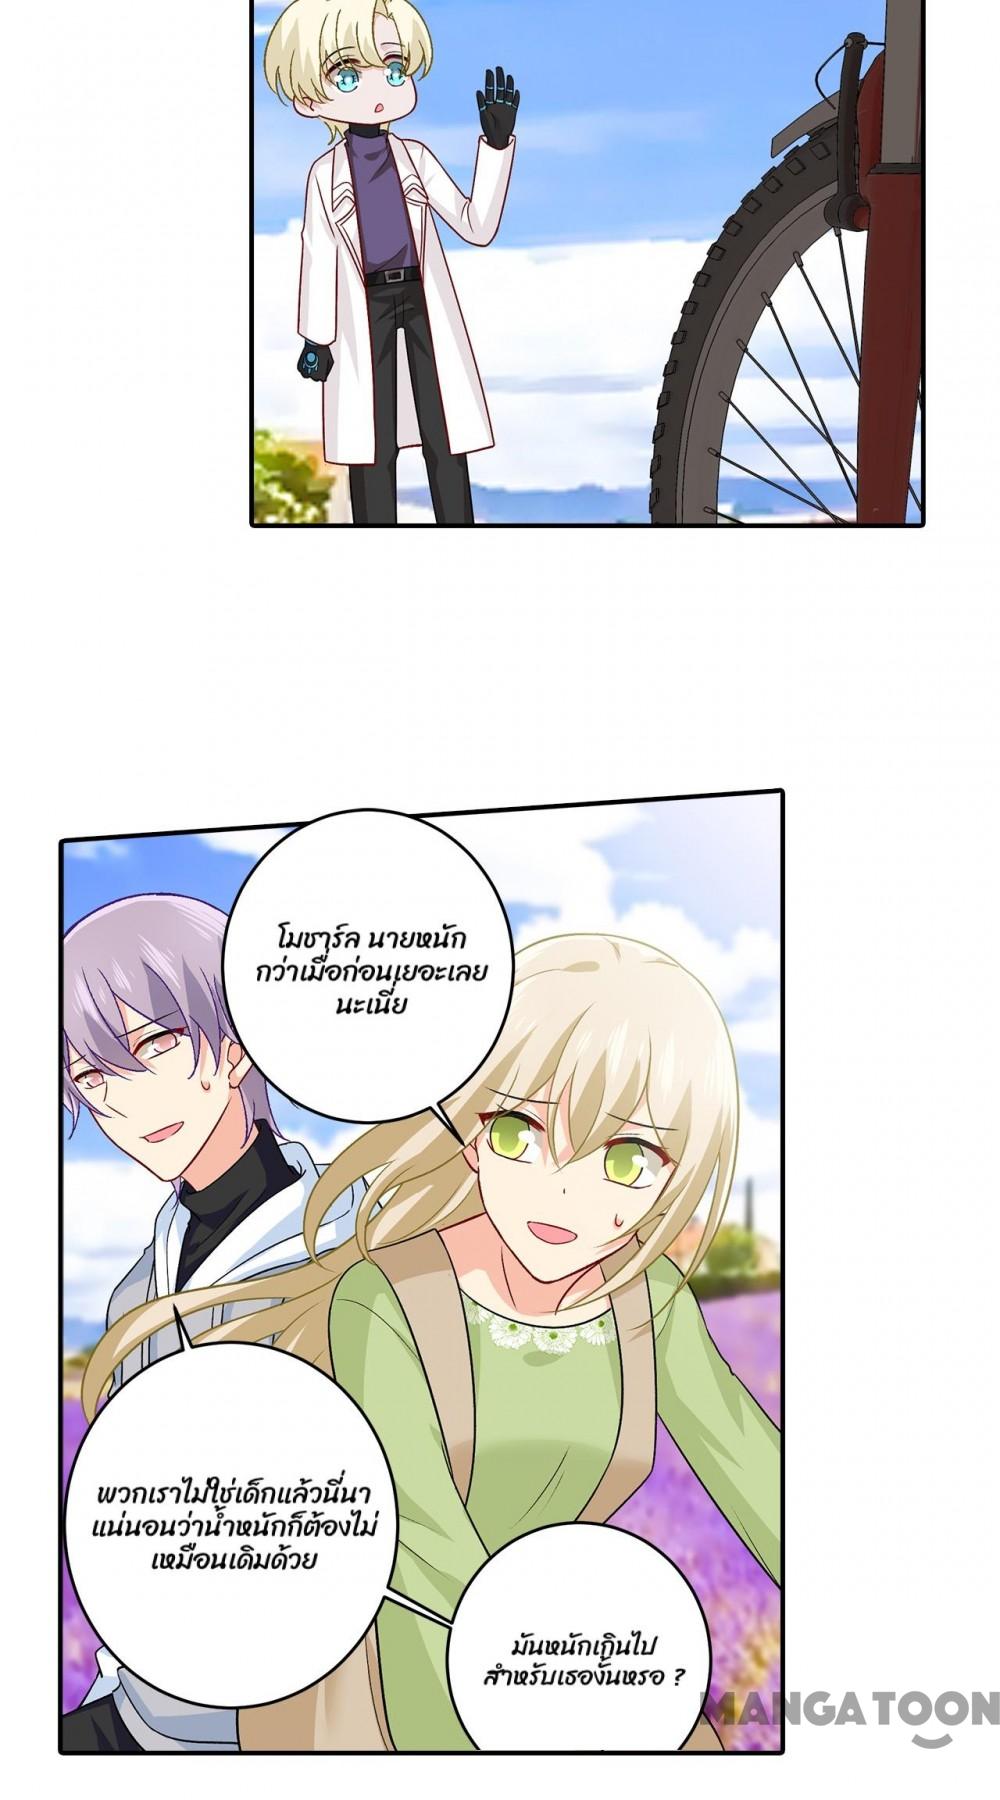 โมชาร์ล นายหนัก
กว่าเมื่อก่อนเยอะเลย
นะเนี่ย
พวกเราไม่ใช่เด็กแล้วนี่นา
แน่นอนว่าน้ำหนักก็ต้องไม่
เหมือนเดิมด้วย
มันหนักเกินไป
สำหรับเธองั้นหรอ ?
MANGATOON